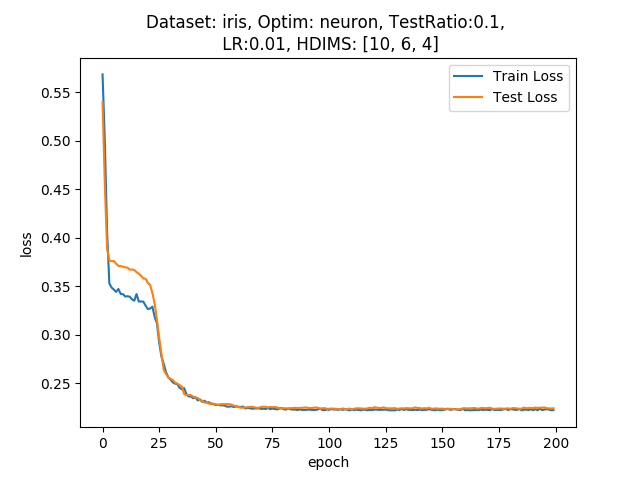 Dataset: iris, Optim: neuron, TestRatio:0.1,
LR:0.01, HDIMS: [10, 6, 4]
Train Loss
Test Loss
loss
0.55
0.50
0.45
0.40
0.35
0.30
0.25
0 25 50 75 100 125 150 175 200
epoch